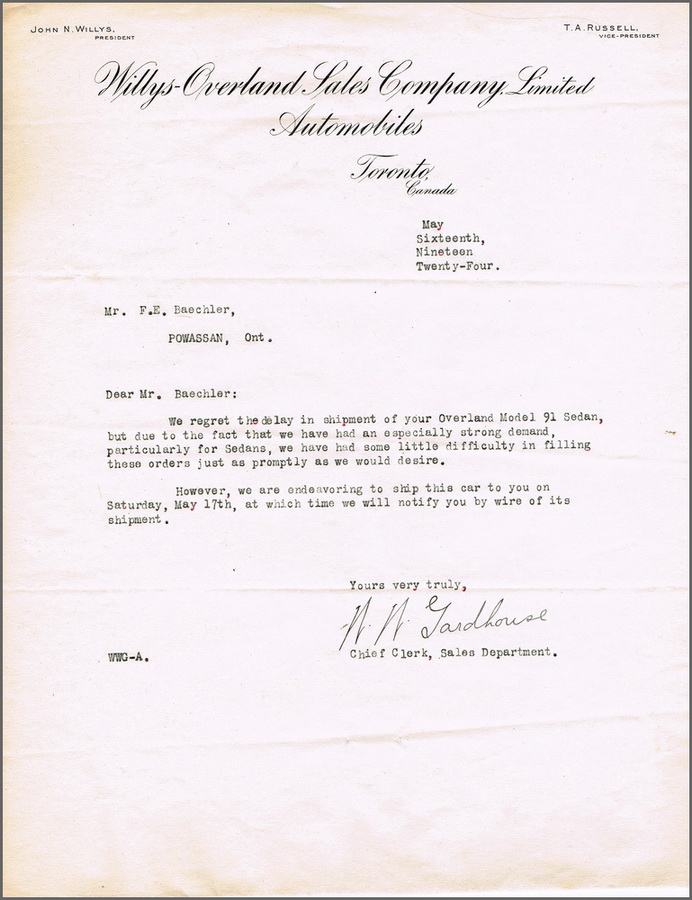 John N. Willys,
President
T. A. Russell,
Vice-President
Willys-Overland Sales Company, Limited
Automobiles
Toronto,
Canada
May
Sixteenth,
Nineteen
Twenty-Four.
Mr. F.E. Baechler,
POWASSAN, Ont.
Dear Mr. Baechler:
We regret the delay in shipment of your Overland Model 91 Sedan,
but due to the fact that we have had an especially strong demand,
particularly for Sedans, we have had some little difficulty in filling
these orders just as promptly as we would desire.
However, we are endeavoring to ship this car to you on
Saturday, May 17th, at which time we will notify you by wire of its
shipment.
Yours very truly,
W. W. Gardhouse
Chief Clerk, Sales Department.
WWG-A.